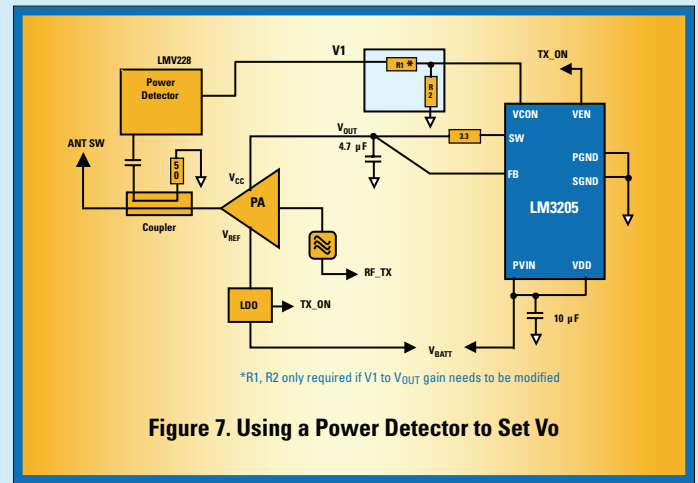 LMV228
Power
Detector
V1
R1 *
R
2
TX_ON
VCON
VEN
SW
PGND
SGND
FB
LM3205
PVIN
VDD
VOUT
4.7 µF
3.3
ANT SW
5
0
Coupler
VCC
PA
VREF
RF_TX
LDO
TX_ON
VBATT
10 µF
*R1, R2 only required if V1 to VOUT gain needs to be modified
Figure 7. Using a Power Detector to Set Vo